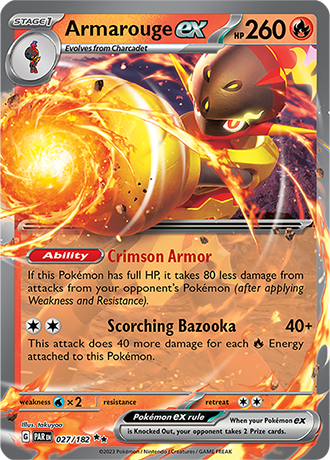 STAGE 1 Armarouge ex HP 260
Evolves from Charcadet
Ability Crimson Armor
If this Pokémon has full HP, it takes 80 less damage from
attacks from your opponent's Pokémon (after applying
Weakness and Resistance).
Scorching Bazooka 40+
This attack does 40 more damage for each Energy
attached to this Pokémon.
weakness ×2 resistance retreat
Illus. takuyoa
G PAR EN 027/182
Pokémon ex rule
When your Pokémon ex
is Knocked Out, your opponent takes 2 Prize cards.
©2023 Pokémon / Nintendo / Creatures / GAME FREAK